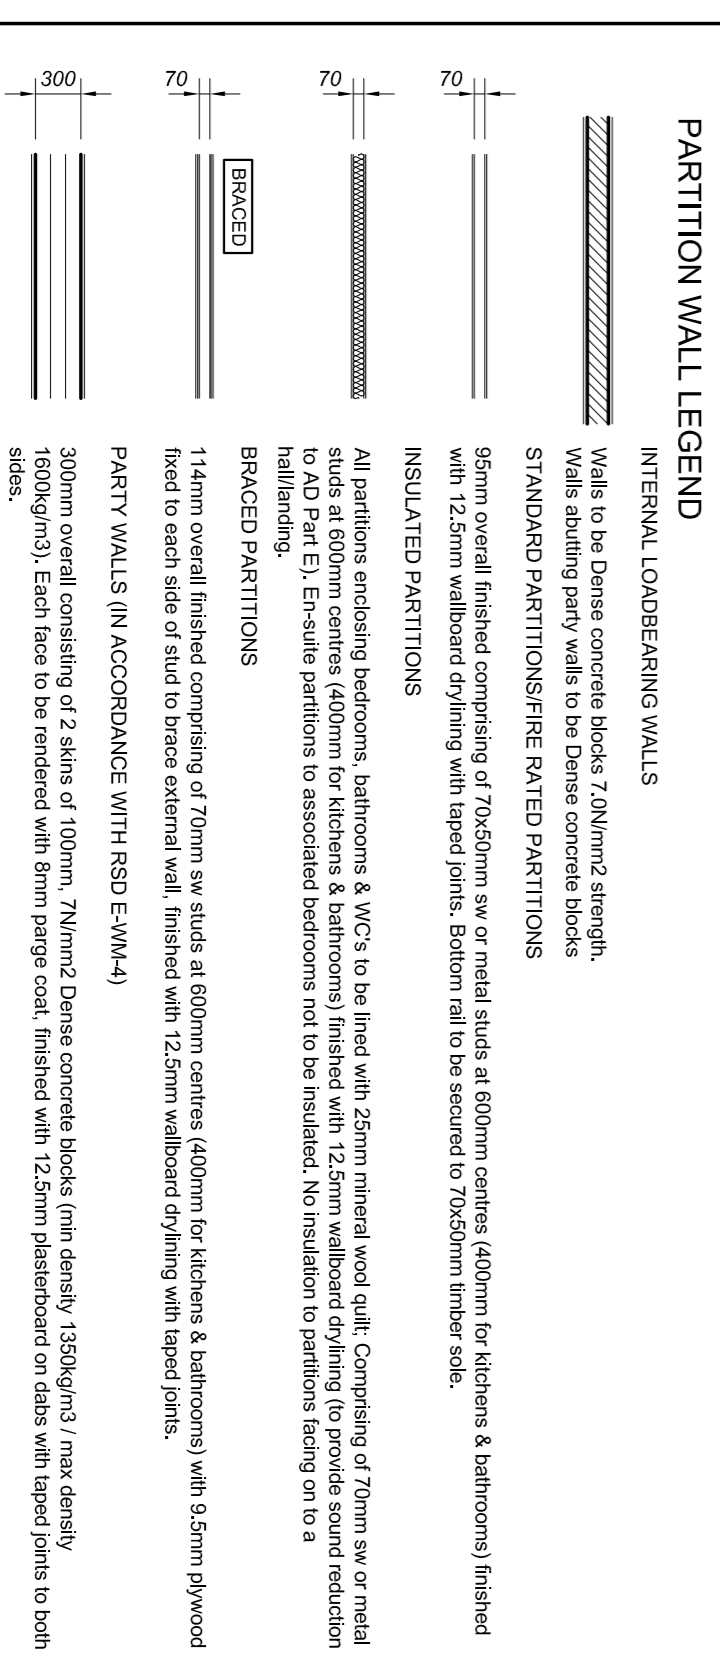 PARTITION WALL LEGEND
INTERNAL LOADBEARING WALLS
Walls to be Dense concrete blocks 7.0N/mm2 strength.
Walls abutting party walls to be Dense concrete blocks
STANDARD PARTITIONS/FIRE RATED PARTITIONS
70
95mm overall finished comprising of 70x50mm sw or metal studs at 600mm centres (400mm for kitchens & bathrooms) finished
with 12.5mm wallboard drylining with taped joints. Bottom rail to be secured to 70x50mm timber sole.
INSULATED PARTITIONS
70
All partitions enclosing bedrooms, bathrooms & WC's to be lined with 25mm mineral wool quilt; Comprising of 70mm sw or metal
studs at 600mm centres (400mm for kitchens & bathrooms) finished with 12.5mm wallboard drylining (to provide sound reduction
to AD Part E). En-suite partitions to associated bedrooms not to be insulated. No insulation to partitions facing on to a
hall/landing.
BRACED PARTITIONS
BRACED
70
114mm overall finished comprising of 70mm sw studs at 600mm centres (400mm for kitchens & bathrooms) with 9.5mm plywood
fixed to each side of stud to brace external wall, finished with 12.5mm wallboard drylining with taped joints.
PARTY WALLS (IN ACCORDANCE WITH RSD E-WM-4)
300
300mm overall consisting of 2 skins of 100mm, 7N/mm2 Dense concrete blocks (min density 1350kg/m3 / max density
1600kg/m3). Each face to be rendered with 8mm parge coat, finished with 12.5mm plasterboard on dabs with taped joints to both
sides.